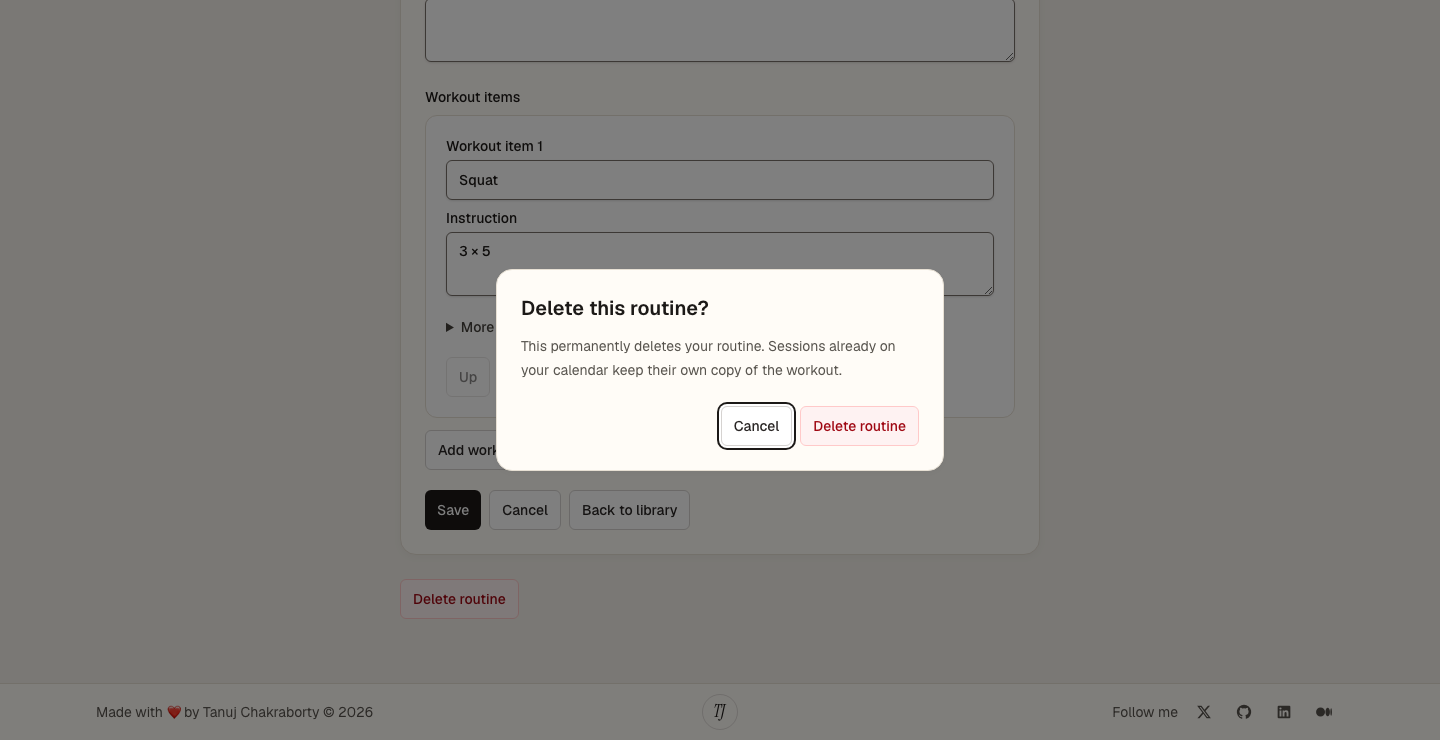 Workout items
Workout item 1
Squat
Instruction
3 × 5
More
Up
Add work
Delete this routine?
This permanently deletes your routine. Sessions already on
your calendar keep their own copy of the workout.
Cancel
Delete routine
Save
Cancel
Back to library
Delete routine
Made with ❤️ by Tanuj Chakraborty © 2026
TJ
Follow me